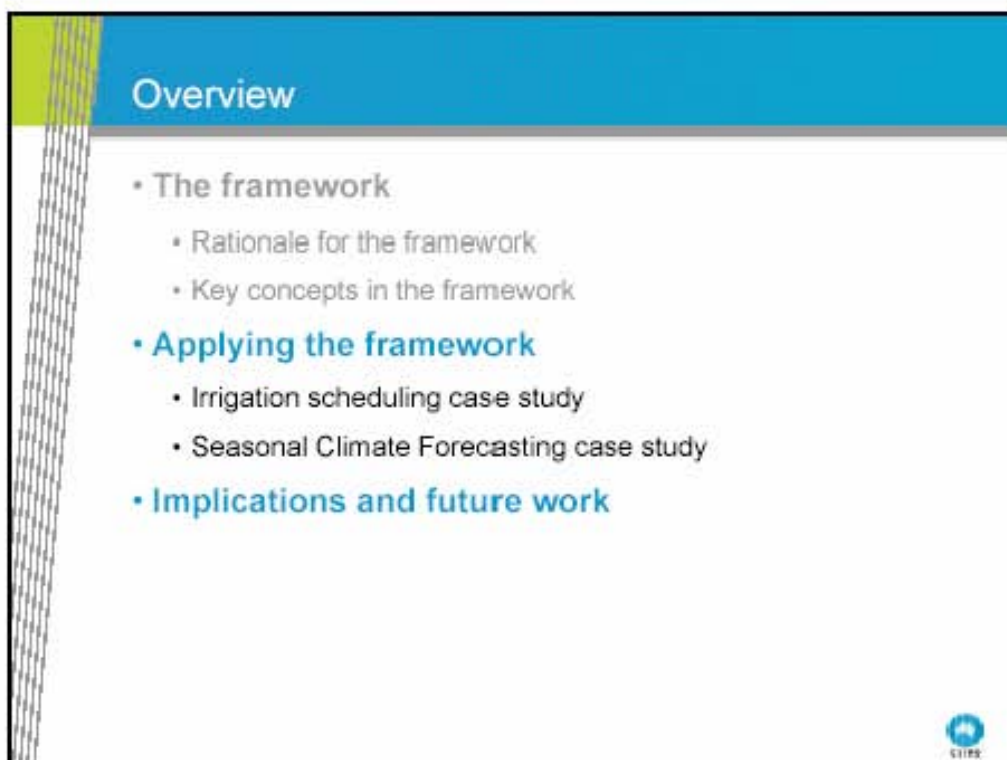 Overview
• The framework
• Rationale for the framework
• Key concepts in the framework
• Applying the framework
• Irrigation scheduling case study
• Seasonal Climate Forecasting case study
• Implications and future work